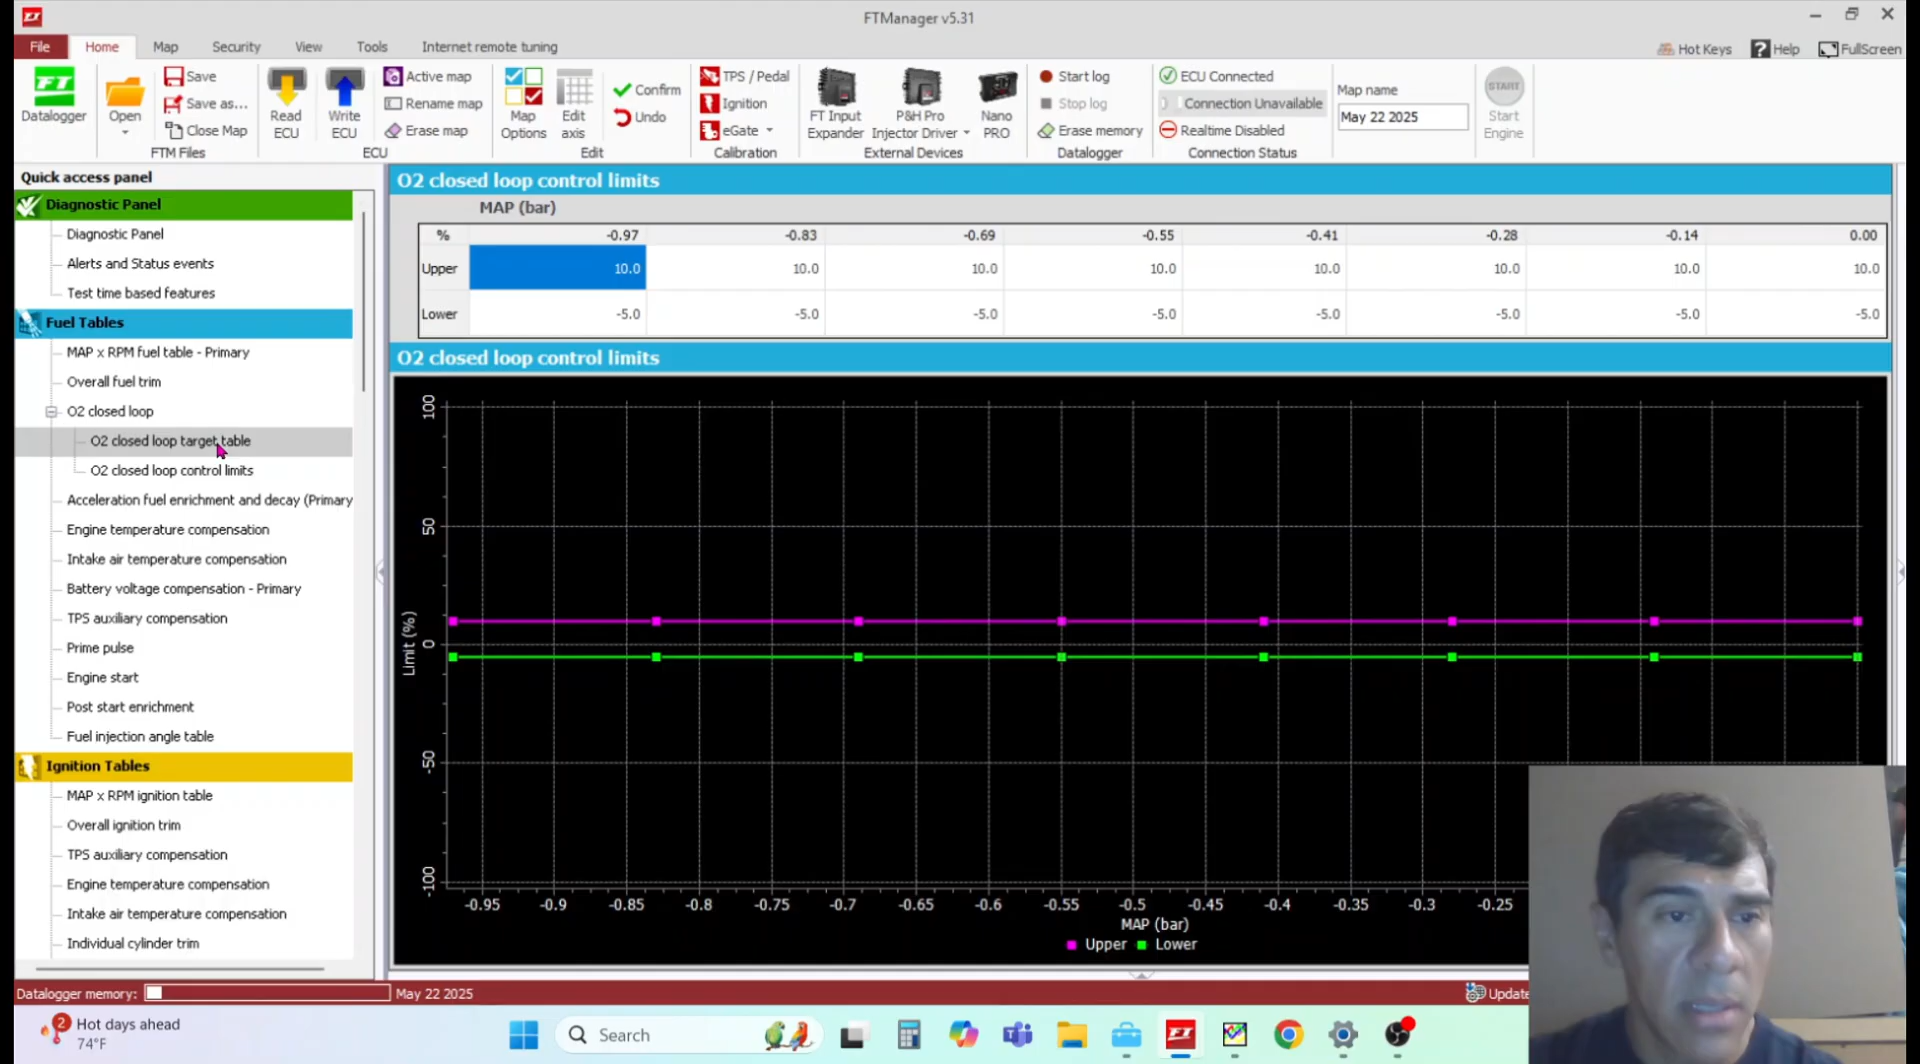 FTManager v5.31
File Home Map Security View Tools Internet remote tuning
Hot Keys Help FullScreen
FT
Datalogger
Open
Save
Save as...
Close Map
FTM Files
Read
ECU
Write
ECU
Active map
Rename map
Erase map
ECU
Map
Options
Edit
axis
Confirm
Undo
Edit
TPS / Pedal
Ignition
eGate
Calibration
FT Input
Expander
P&H Pro
Injector Driver
Nano
PRO
External Devices
Start log
Stop log
Erase memory
Datalogger
ECU Connected
Connection Unavailable
Realtime Disabled
Connection Status
Map name
May 22 2025
START
Start
Engine
Quick access panel
Diagnostic Panel
Diagnostic Panel
Alerts and Status events
Test time based features
Fuel Tables
MAP x RPM fuel table - Primary
Overall fuel trim
O2 closed loop
O2 closed loop target table
O2 closed loop control limits
Acceleration fuel enrichment and decay (Primary
Engine temperature compensation
Intake air temperature compensation
Battery voltage compensation - Primary
TPS auxiliary compensation
Prime pulse
Engine start
Post start enrichment
Fuel injection angle table
Ignition Tables
MAP x RPM ignition table
Overall ignition trim
TPS auxiliary compensation
Engine temperature compensation
Intake air temperature compensation
Individual cylinder trim
O2 closed loop control limits
MAP (bar)
% -0.97 -0.83 -0.69 -0.55 -0.41 -0.28 -0.14 0.00
Upper 10.0 10.0 10.0 10.0 10.0 10.0 10.0 10.0
Lower -5.0 -5.0 -5.0 -5.0 -5.0 -5.0 -5.0 -5.0
O2 closed loop control limits
100
50
0
-50
-100
Limit (%)
-0.95 -0.9 -0.85 -0.8 -0.75 -0.7 -0.65 -0.6 -0.55 -0.5 -0.45 -0.4 -0.35 -0.3 -0.25
MAP (bar)
Upper Lower
Datalogger memory: May 22 2025 Update
2
Hot days ahead
74°F
Search
FT